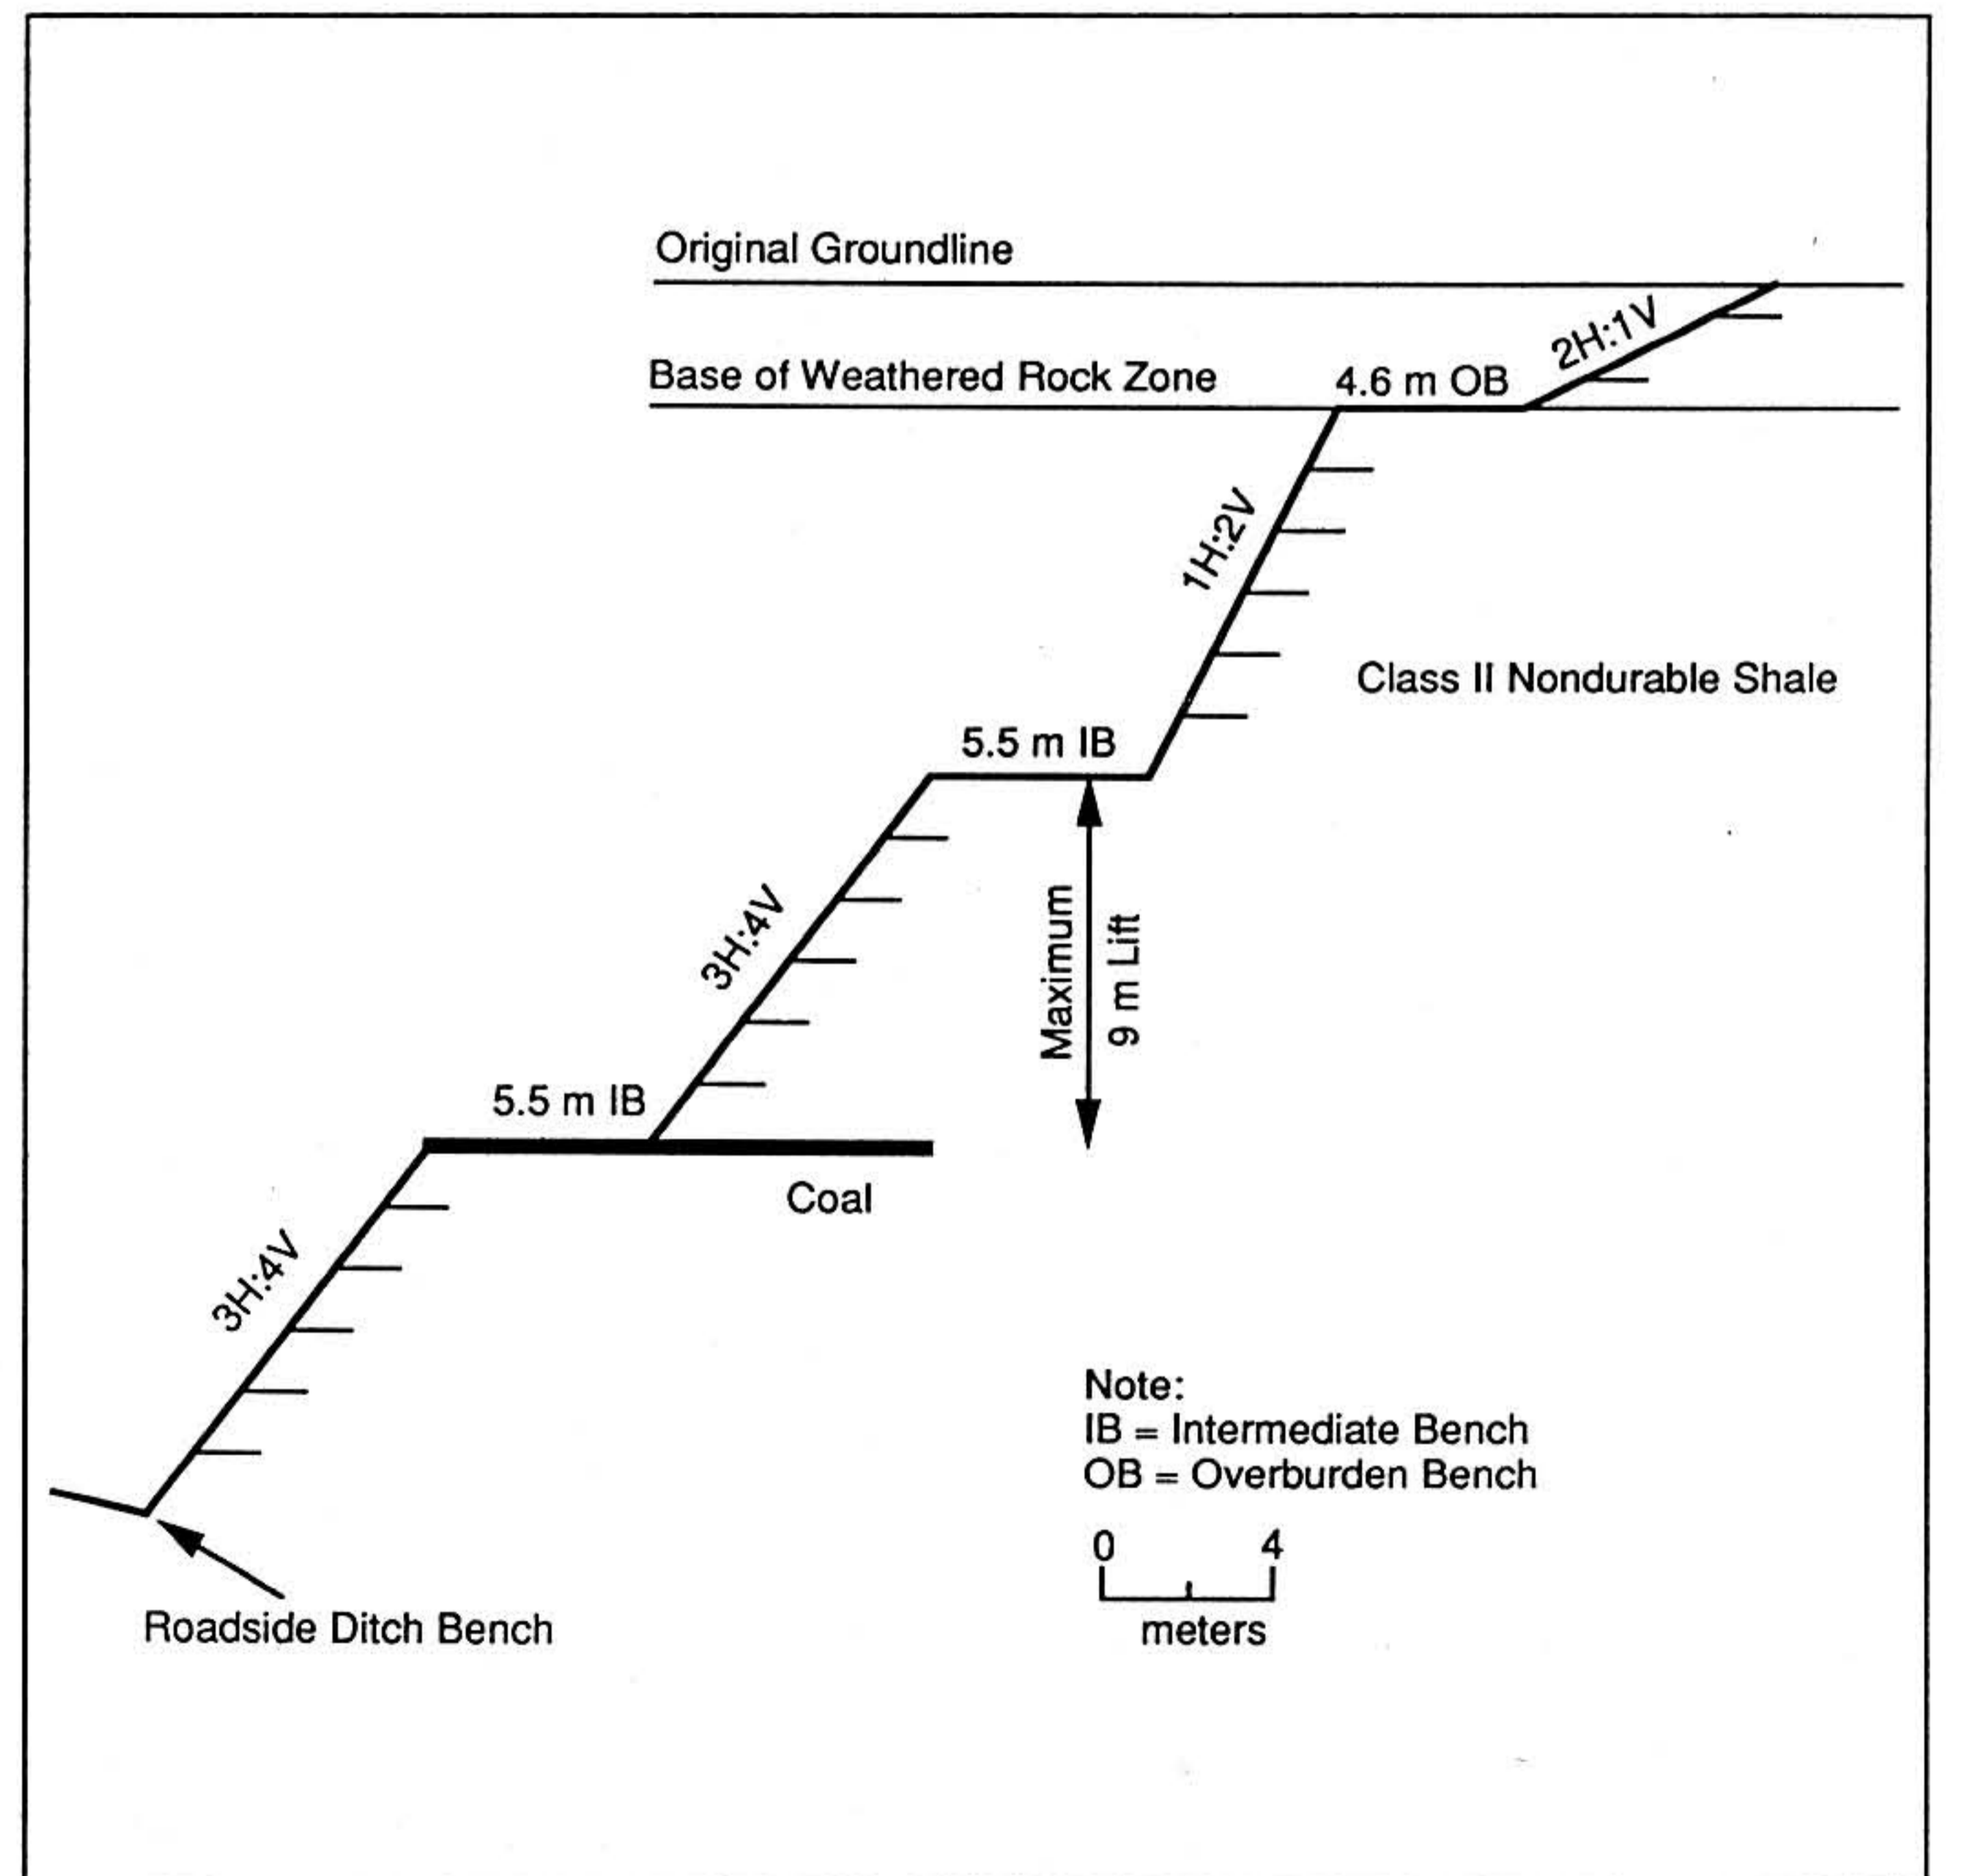 Original Groundline
2H:1V
Base of Weathered Rock Zone
4.6 m OB
1H:2V
Class II Nondurable Shale
5.5 m IB
3H:4V
Maximum
9 m Lift
5.5 m IB
Coal
3H:4V
Note:
IB = Intermediate Bench
OB = Overburden Bench
0 4
meters
Roadside Ditch Bench